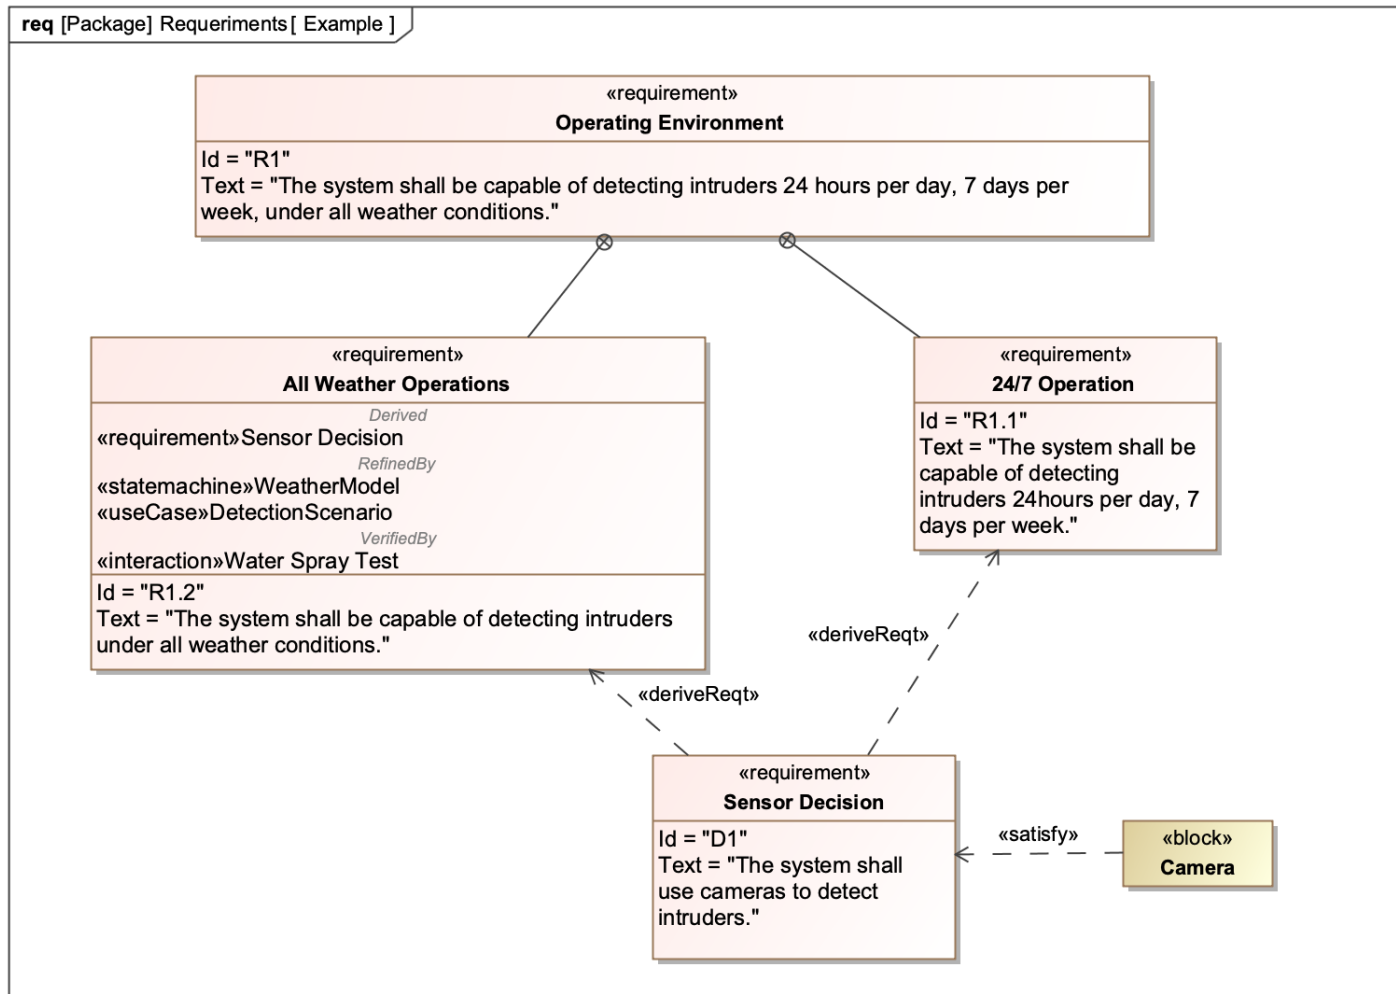 req [Package] Requeriments[ Example ]
«requirement»
Operating Environment
Id = "R1"
Text = "The system shall be capable of detecting intruders 24 hours per day, 7 days per
week, under all weather conditions."
«requirement»
All Weather Operations
Derived
«requirement»Sensor Decision
RefinedBy
«statemachine»WeatherModel
«useCase»DetectionScenario
VerifiedBy
«interaction»Water Spray Test
Id = "R1.2"
Text = "The system shall be capable of detecting intruders
under all weather conditions."
«requirement»
24/7 Operation
Id = "R1.1"
Text = "The system shall be
capable of detecting
intruders 24hours per day, 7
days per week."
«deriveReqt»
«deriveReqt»
«requirement»
Sensor Decision
Id = "D1"
Text = "The system shall
use cameras to detect
intruders."
«satisfy»
«block»
Camera